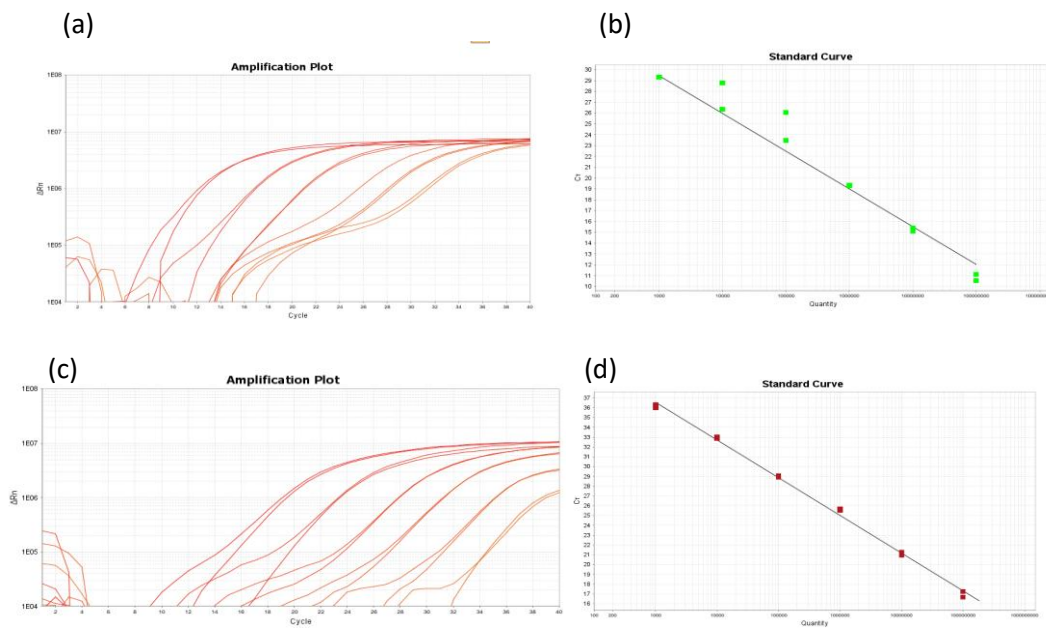 (a)
(b)
Amplification Plot
1E08
1E07
1E06
1E05
1E04
ΔRn
2 4 6 8 10 12 14 16 18 20 22 24 26 28 30 32 34 36 38 40
Cycle
Standard Curve
30
29
28
27
26
25
24
23
22
21
20
19
18
17
16
15
14
13
12
11
10
Cт
100 200 1000 10000 100000 1000000 10000000 100000000
Quantity
(c)
(d)
Amplification Plot
1E08
1E07
1E06
1E05
1E04
ΔRn
2 4 6 8 10 12 14 16 18 20 22 24 26 28 30 32 34 36 38 40
Cycle
Standard Curve
37
36
35
34
33
32
31
30
29
28
27
26
25
24
23
22
21
20
19
18
17
16
Cт
100 200 1000 10000 100000 1000000 10000000 100000000
Quantity